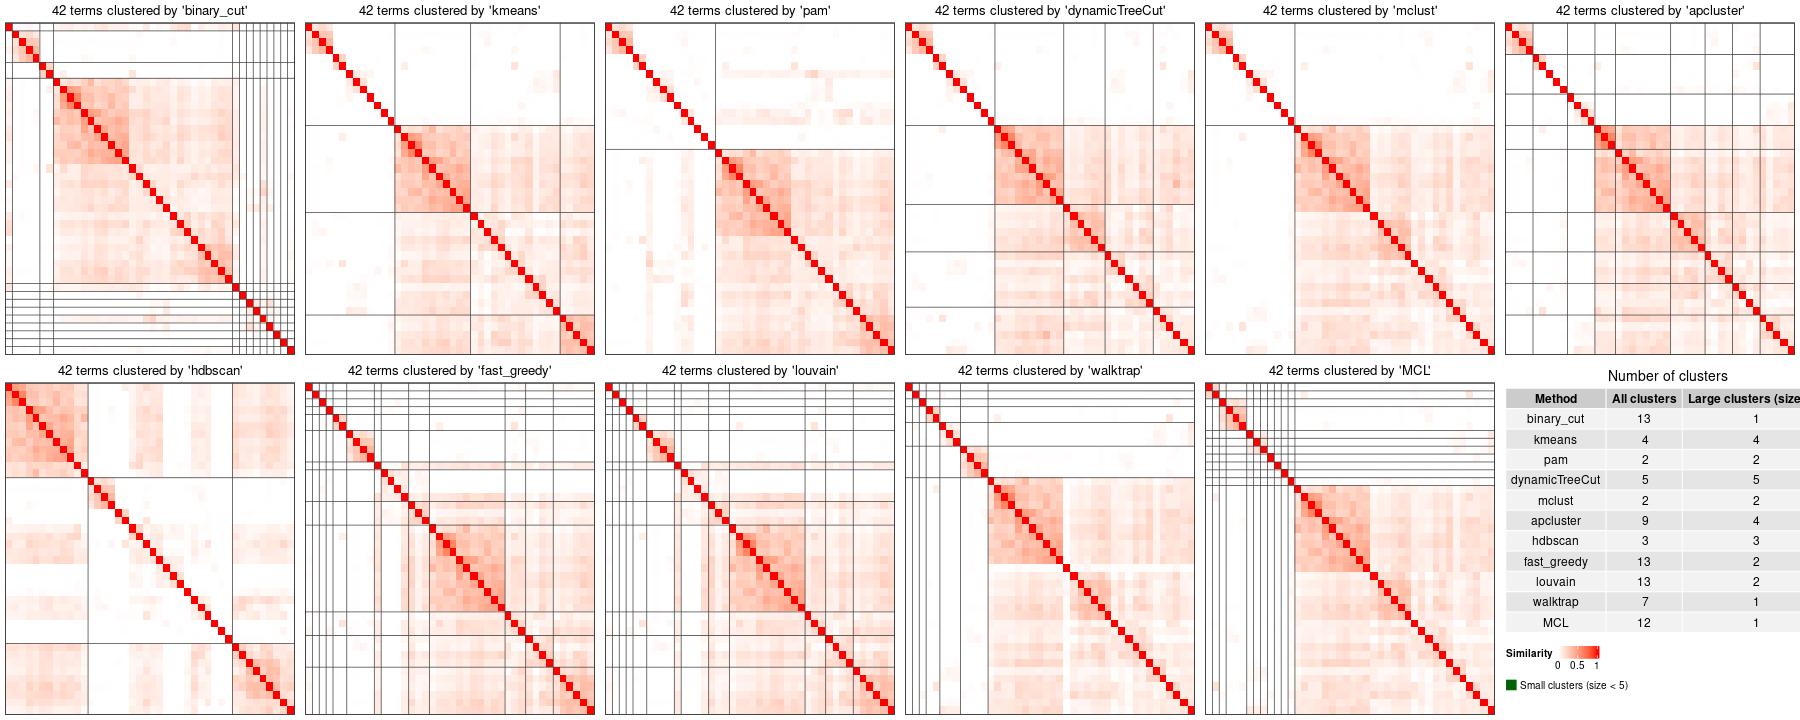 42 terms clustered by 'binary_cut'
42 terms clustered by 'kmeans'
42 terms clustered by 'pam'
42 terms clustered by 'dynamicTreeCut'
42 terms clustered by 'mclust'
42 terms clustered by 'apcluster'
42 terms clustered by 'hdbscan'
42 terms clustered by 'fast_greedy'
42 terms clustered by 'louvain'
42 terms clustered by 'walktrap'
42 terms clustered by 'MCL'
Number of clusters
Method All clusters Large clusters (size
binary_cut 13 1
kmeans 4 4
pam 2 2
dynamicTreeCut 5 5
mclust 2 2
apcluster 9 4
hdbscan 3 3
fast_greedy 13 2
louvain 13 2
walktrap 7 1
MCL 12 1
Similarity
0 0.5 1
Small clusters (size < 5)